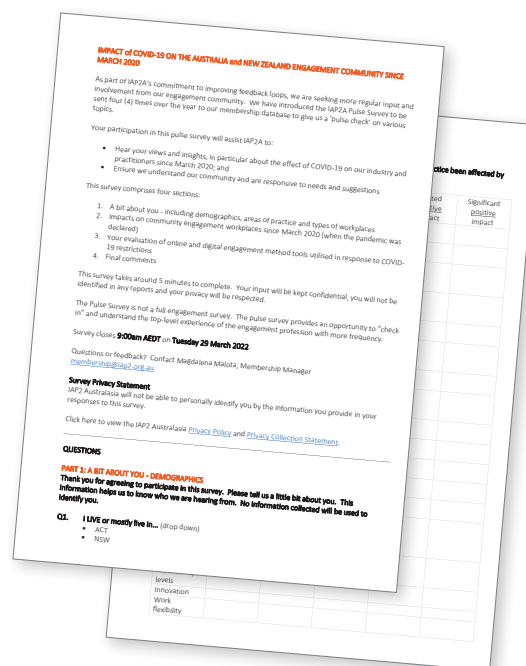 IMPACT of COVID-19 ON THE AUSTRALIA and NEW ZEALAND ENGAGEMENT COMMUNITY SINCE
MARCH 2020
As part of IAP2A's commitment to improving feedback loops, we are seeking more regular input and
involvement from our engagement community. We have introduced the IAP2A Pulse Survey to be
sent four (4) times over the year to our membership database to give us a 'pulse check' on various
topics.
Your participation in this pulse survey will assist IAP2A to:
• Hear your views and insights, in particular about the effect of COVID-19 on our industry and
practitioners since March 2020; and
• Ensure we understand our community and are responsive to needs and suggestions
This survey comprises four sections:
1. A bit about you - including demographics, areas of practice and types of workplaces
2. Impacts on community engagement workplaces since March 2020 (when the pandemic was
declared)
3. Your evaluation of online and digital engagement method tools utilised in response to COVID-
19 restrictions
4. Final comments
This survey takes around 5 minutes to complete. Your input will be kept confidential, you will not be
identified in any reports and your privacy will be respected.
The Pulse Survey is not a full engagement survey. The pulse survey provides an opportunity to "check
in" and understand the top-level experience of the engagement profession with more frequency.
Survey closes 9:00am AEDT on Tuesday 29 March 2022.
Questions or feedback? Contact Magdalena Malota, Membership Manager
membership@iap2.org.au
Survey Privacy Statement
IAP2 Australasia will not be able to personally identify you by the information you provide in your
responses to this survey.
Click here to view the IAP2 Australasia Privacy Policy and Privacy Collection Statement.
QUESTIONS
PART 1: A BIT ABOUT YOU - DEMOGRAPHICS
Thank you for agreeing to participate in this survey. Please tell us a little bit about you. This
information helps us to know who we are hearing from. No information collected will be used to
identify you.
Q1. I LIVE or mostly live in... (drop down)
• ACT
• NSW
ctice been affected by
Significant
positive
impact
levels
Innovation
Work
flexibility